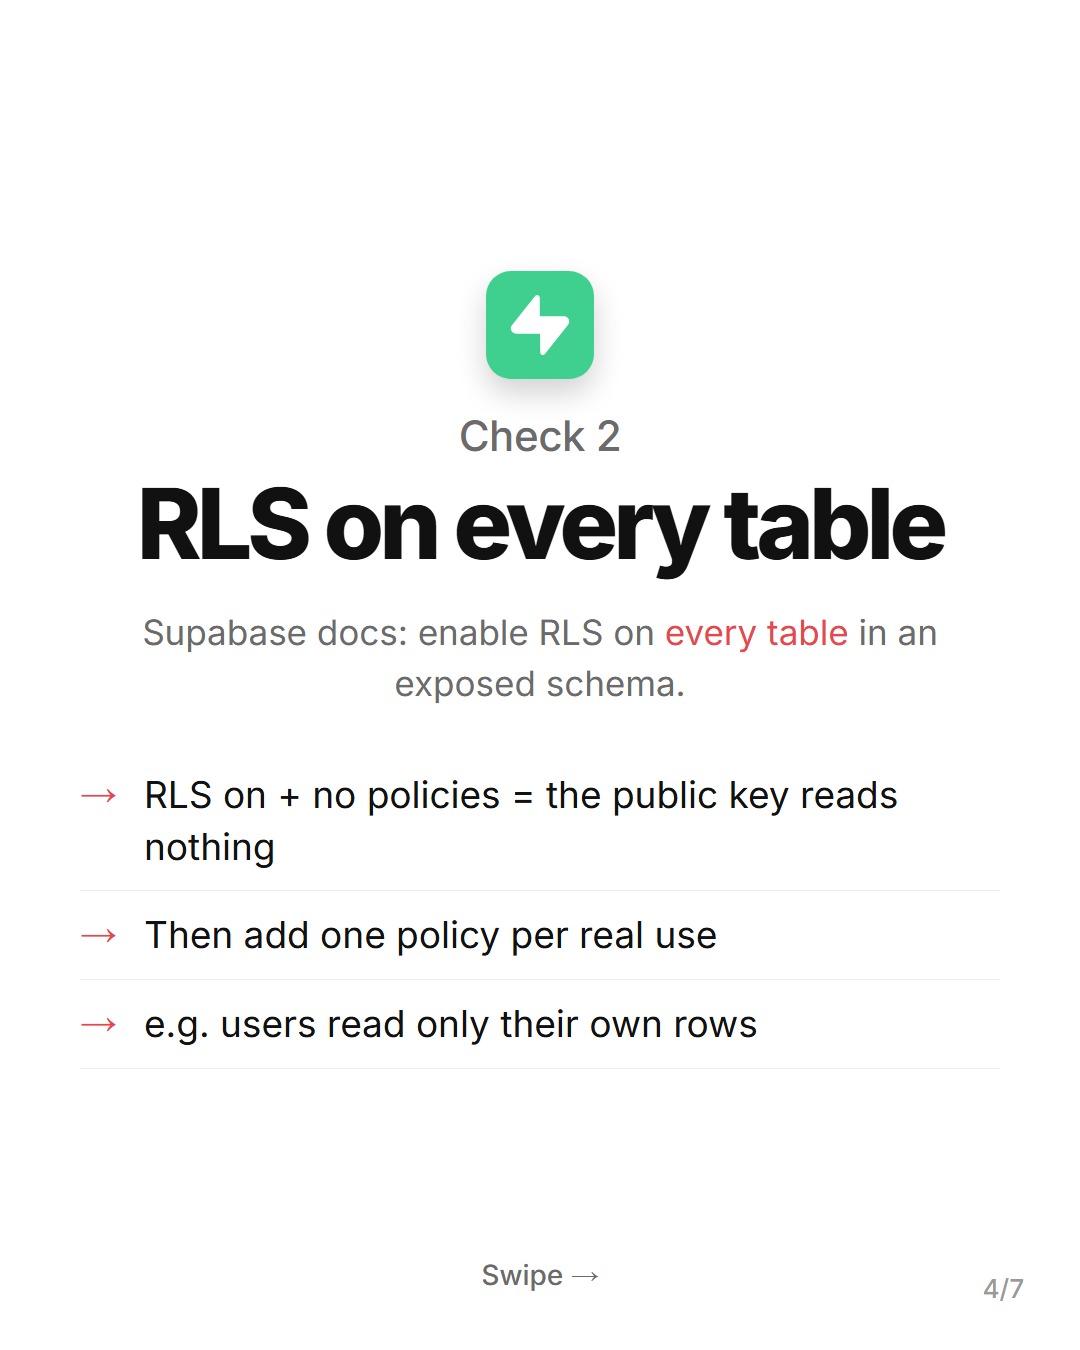 Check 2
RLS on every table
Supabase docs: enable RLS on every table in an
exposed schema.
→ RLS on + no policies = the public key reads
nothing
→ Then add one policy per real use
→ e.g. users read only their own rows
Swipe →
4/7